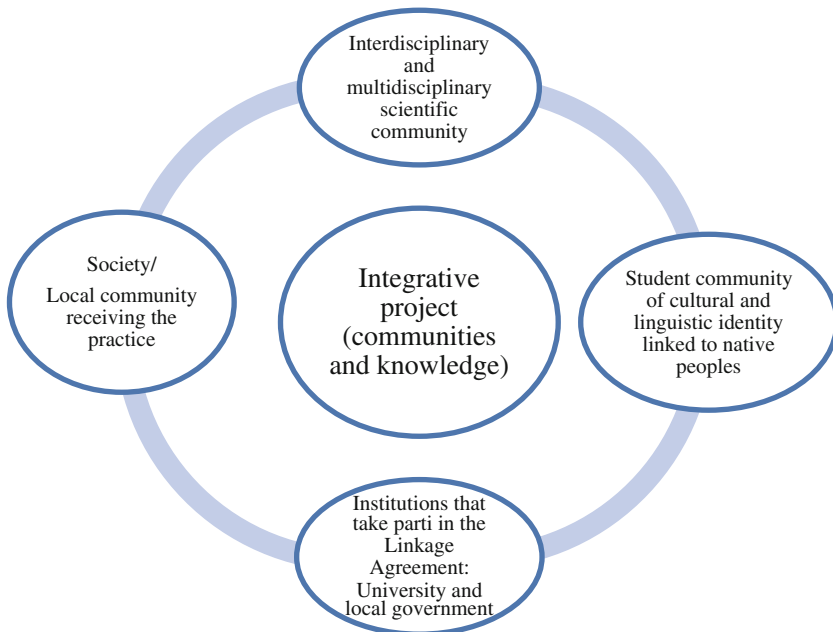 Interdisciplinary
and
multidisciplinary
scientific
community
Society/
Local community
receiving the
practice
Integrative
project
(communities
and knowledge)
Student community
of cultural and
linguistic identity
linked to native
peoples
Institutions that
take parti in the
Linkage
Agreement:
University and
local government